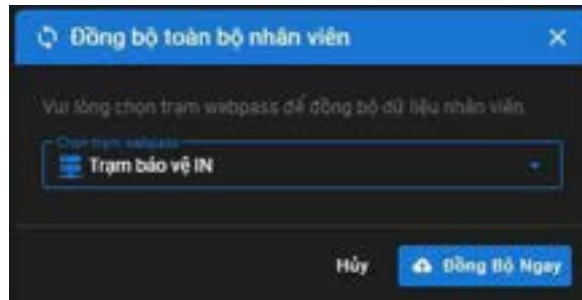 Đồng bộ toàn bộ nhân viên
Vui lòng chọn trạm webpass để đồng bộ dữ liệu nhân viên
Chọn trạm webpass
Trạm bảo vệ IN
Hủy
Đồng Bộ Ngay